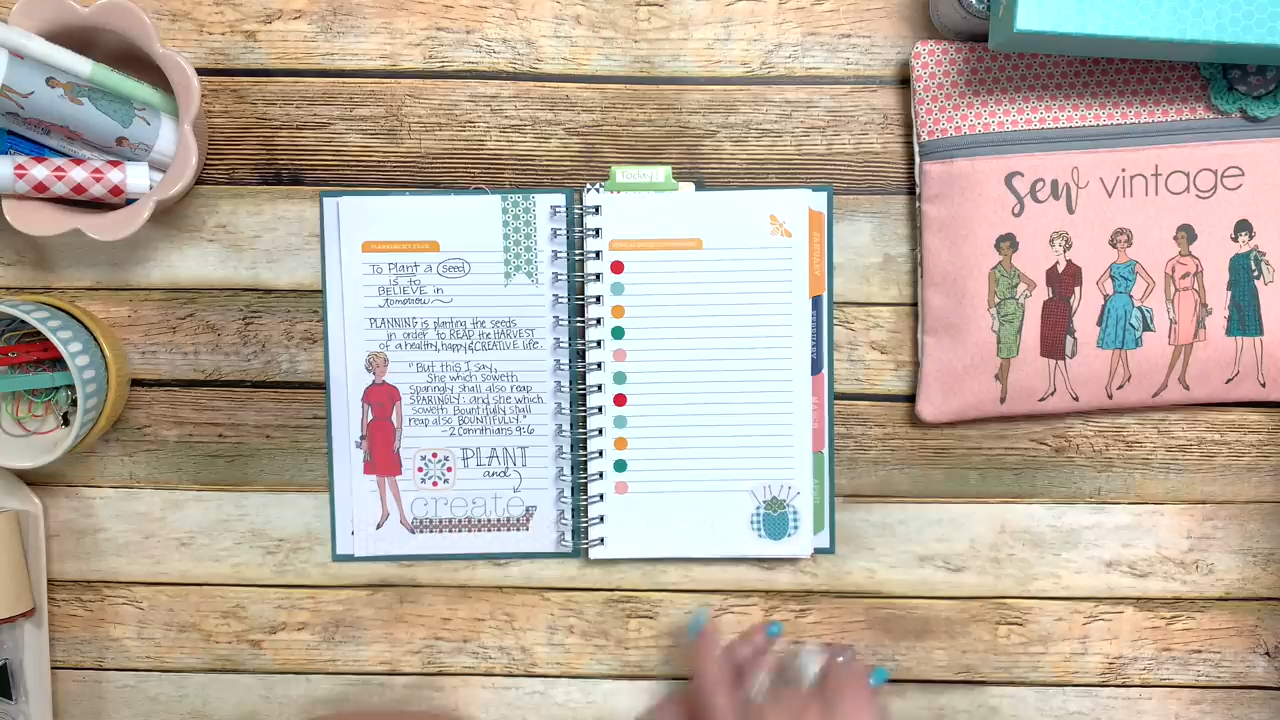 Today!
To Plant a seed
is to
BELIEVE in
tomorrow
PLANNING is planting the seeds
in order to REAP the HARVEST
of a healthy, happy & CREATIVE life.
"But this I say,
She which soweth
sparingly shall also reap
SPARINGLY: and she which
soweth Bountifully shall
reap also BOUNTIFULLY."
-2 Corinthians 9:6
PLANT
and
create
JANUARY
FEBRUARY
MARCH
APRIL
sew vintage